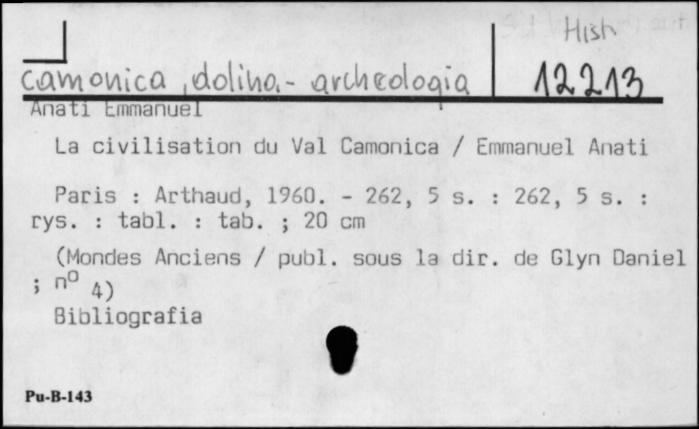 Hist
Camonica, dolina - archeologia
12213
Anati Emmanuel
La civilisation du Val Camonica / Emmanuel Anati
Paris : Arthaud, 1960. - 262, 5 s. : 262, 5 s. :
rys. : tabl. : tab. ; 20 cm
(Mondes Anciens / publ. sous la dir. de Glyn Daniel
; nº 4)
Bibliografia
Pu-B-143